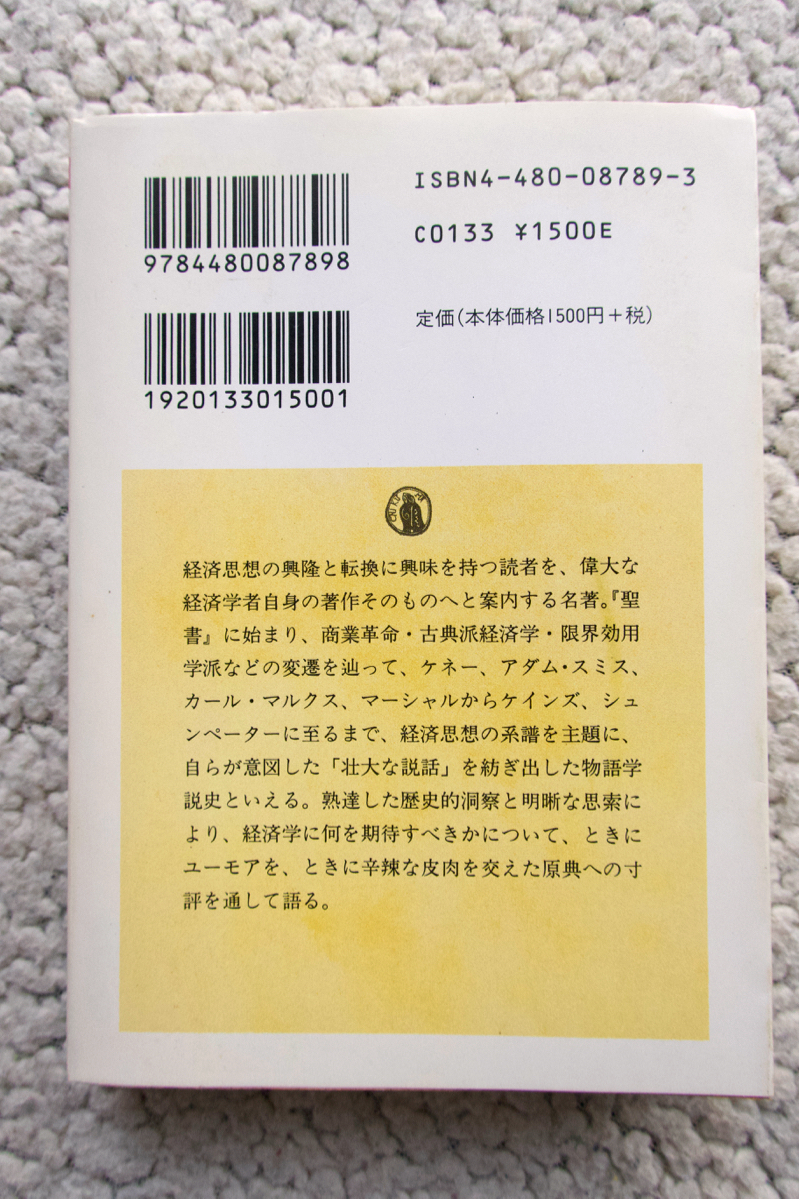 ISBN4-480-08789-3
9784480087898
C0133 ¥1500E
定価(本体価格1500円+税)
1920133015001
経済思想の興隆と転換に興味を持つ読者を、偉大な
経済学者自身の著作そのものへと案内する名著。『聖
書』に始まり、商業革命・古典派経済学・限界効用
学派などの変遷を辿って、ケネー、アダム・スミス、
カール・マルクス、マーシャルからケインズ、シュ
ンペーターに至るまで、経済思想の系譜を主題に、
自らが意図した「壮大な説話」を紡ぎ出した物語学
説史といえる。熟達した歴史的洞察と明晰な思索に
より、経済学に何を期待すべきかについて、ときに
ユーモアを、ときに辛辣な皮肉を交えた原典への寸
評を通して語る。